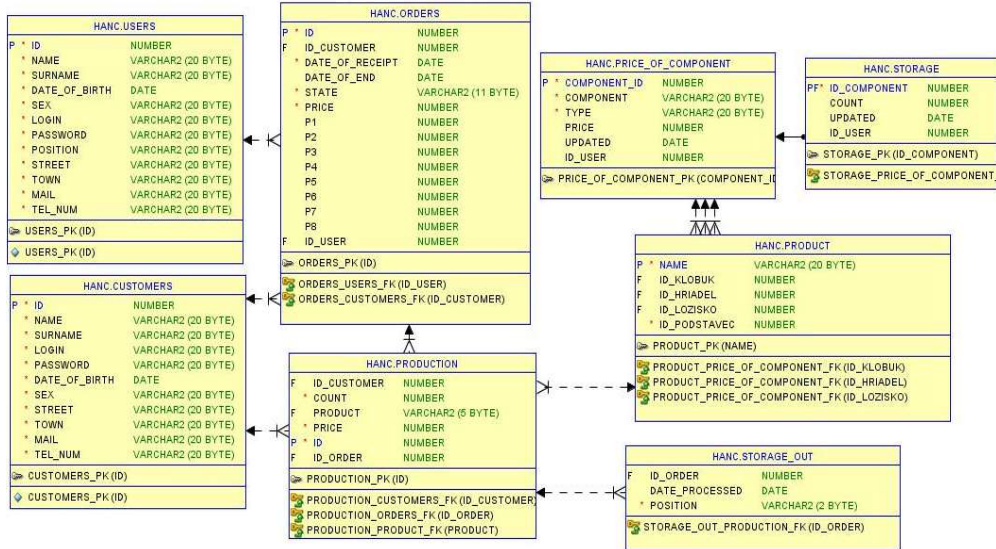 HANC.USERS
P * ID NUMBER
* NAME VARCHAR2 (20 BYTE)
* SURNAME VARCHAR2 (20 BYTE)
* DATE_OF_BIRTH DATE
* SEX VARCHAR2 (20 BYTE)
* LOGIN VARCHAR2 (20 BYTE)
* PASSWORD VARCHAR2 (20 BYTE)
* POSITION VARCHAR2 (20 BYTE)
* STREET VARCHAR2 (20 BYTE)
* TOWN VARCHAR2 (20 BYTE)
* MAIL VARCHAR2 (20 BYTE)
* TEL_NUM VARCHAR2 (20 BYTE)
USERS_PK (ID)
USERS_PK (ID)
HANC.ORDERS
P * ID NUMBER
F ID_CUSTOMER NUMBER
* DATE_OF_RECEIPT DATE
DATE_OF_END DATE
* STATE VARCHAR2 (11 BYTE)
* PRICE NUMBER
P1 NUMBER
P2 NUMBER
P3 NUMBER
P4 NUMBER
P5 NUMBER
P6 NUMBER
P7 NUMBER
P8 NUMBER
F ID_USER NUMBER
ORDERS_PK (ID)
ORDERS_USERS_FK (ID_USER)
ORDERS_CUSTOMERS_FK (ID_CUSTOMER)
HANC.PRICE_OF_COMPONENT
P * COMPONENT_ID NUMBER
* COMPONENT VARCHAR2 (20 BYTE)
* TYPE VARCHAR2 (20 BYTE)
PRICE NUMBER
UPDATED DATE
ID_USER NUMBER
PRICE_OF_COMPONENT_PK (COMPONENT_ID
HANC.STORAGE
PF* ID_COMPONENT NUMBER
COUNT NUMBER
UPDATED DATE
ID_USER NUMBER
STORAGE_PK (ID_COMPONENT)
STORAGE_PRICE_OF_COMPONENT_
HANC.PRODUCT
P * NAME VARCHAR2 (20 BYTE)
F ID_KLOBUK NUMBER
F ID_HRIADEL NUMBER
F ID_LOZISKO NUMBER
* ID_PODSTAVEC NUMBER
PRODUCT_PK (NAME)
PRODUCT_PRICE_OF_COMPONENT_FK (ID_KLOBUK)
PRODUCT_PRICE_OF_COMPONENT_FK (ID_HRIADEL)
PRODUCT_PRICE_OF_COMPONENT_FK (ID_LOZISKO)
HANC.CUSTOMERS
P * ID NUMBER
* NAME VARCHAR2 (20 BYTE)
* SURNAME VARCHAR2 (20 BYTE)
* LOGIN VARCHAR2 (20 BYTE)
* PASSWORD VARCHAR2 (20 BYTE)
* DATE_OF_BIRTH DATE
* SEX VARCHAR2 (20 BYTE)
* STREET VARCHAR2 (20 BYTE)
* TOWN VARCHAR2 (20 BYTE)
* MAIL VARCHAR2 (20 BYTE)
* TEL_NUM VARCHAR2 (20 BYTE)
CUSTOMERS_PK (ID)
CUSTOMERS_PK (ID)
HANC.PRODUCTION
F ID_CUSTOMER NUMBER
* COUNT NUMBER
F PRODUCT VARCHAR2 (5 BYTE)
* PRICE NUMBER
P * ID NUMBER
F ID_ORDER NUMBER
PRODUCTION_PK (ID)
PRODUCTION_CUSTOMERS_FK (ID_CUSTOMER)
PRODUCTION_ORDERS_FK (ID_ORDER)
PRODUCTION_PRODUCT_FK (PRODUCT)
HANC.STORAGE_OUT
F ID_ORDER NUMBER
DATE_PROCESSED DATE
* POSITION VARCHAR2 (2 BYTE)
STORAGE_OUT_PRODUCTION_FK (ID_ORDER)